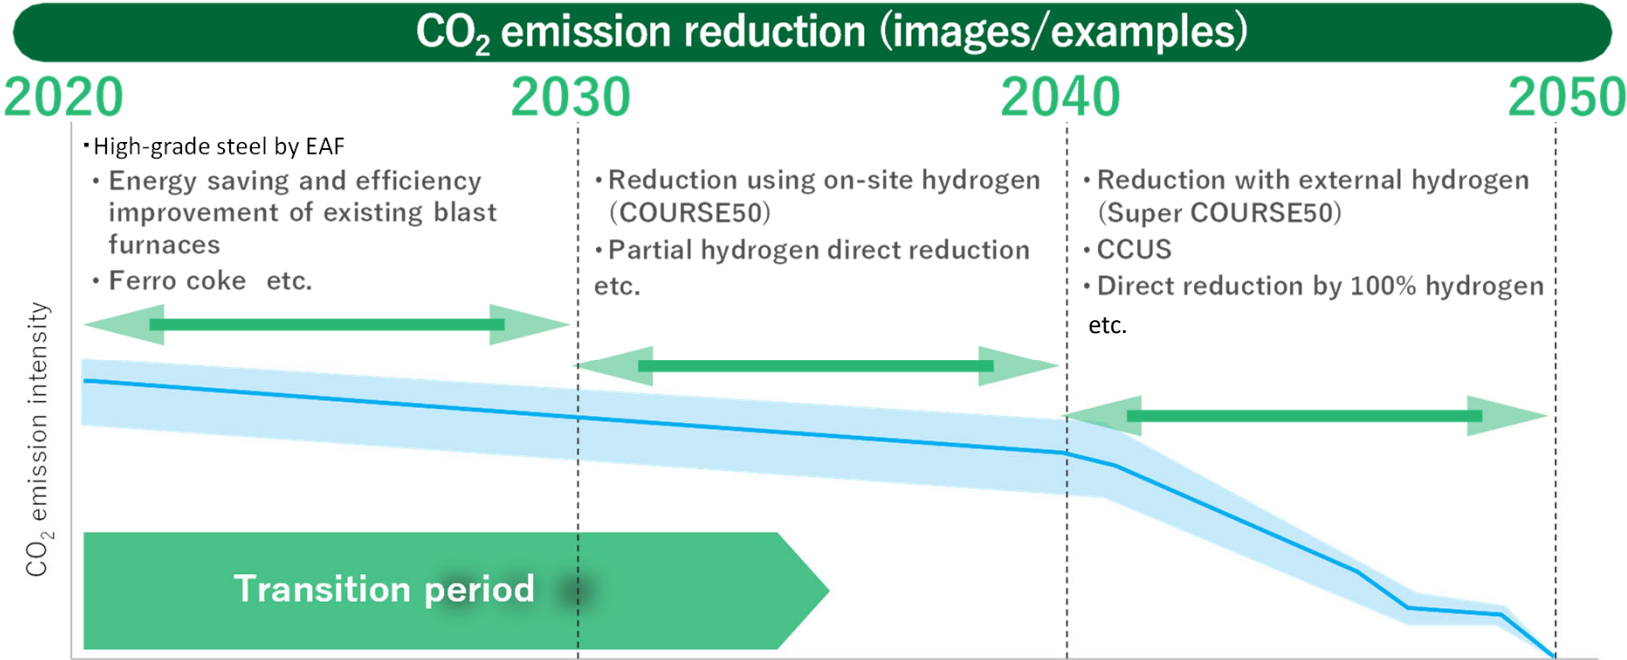 CO₂ emission reduction (images/examples)
2020 2030 2040 2050
・High-grade steel by EAF
・Energy saving and efficiency
improvement of existing blast
furnaces
・Ferro coke etc.
・Reduction using on-site hydrogen
(COURSE50)
・Partial hydrogen direct reduction
etc.
・Reduction with external hydrogen
(Super COURSE50)
・CCUS
・Direct reduction by 100% hydrogen
etc.
CO₂ emission intensity
Transition period